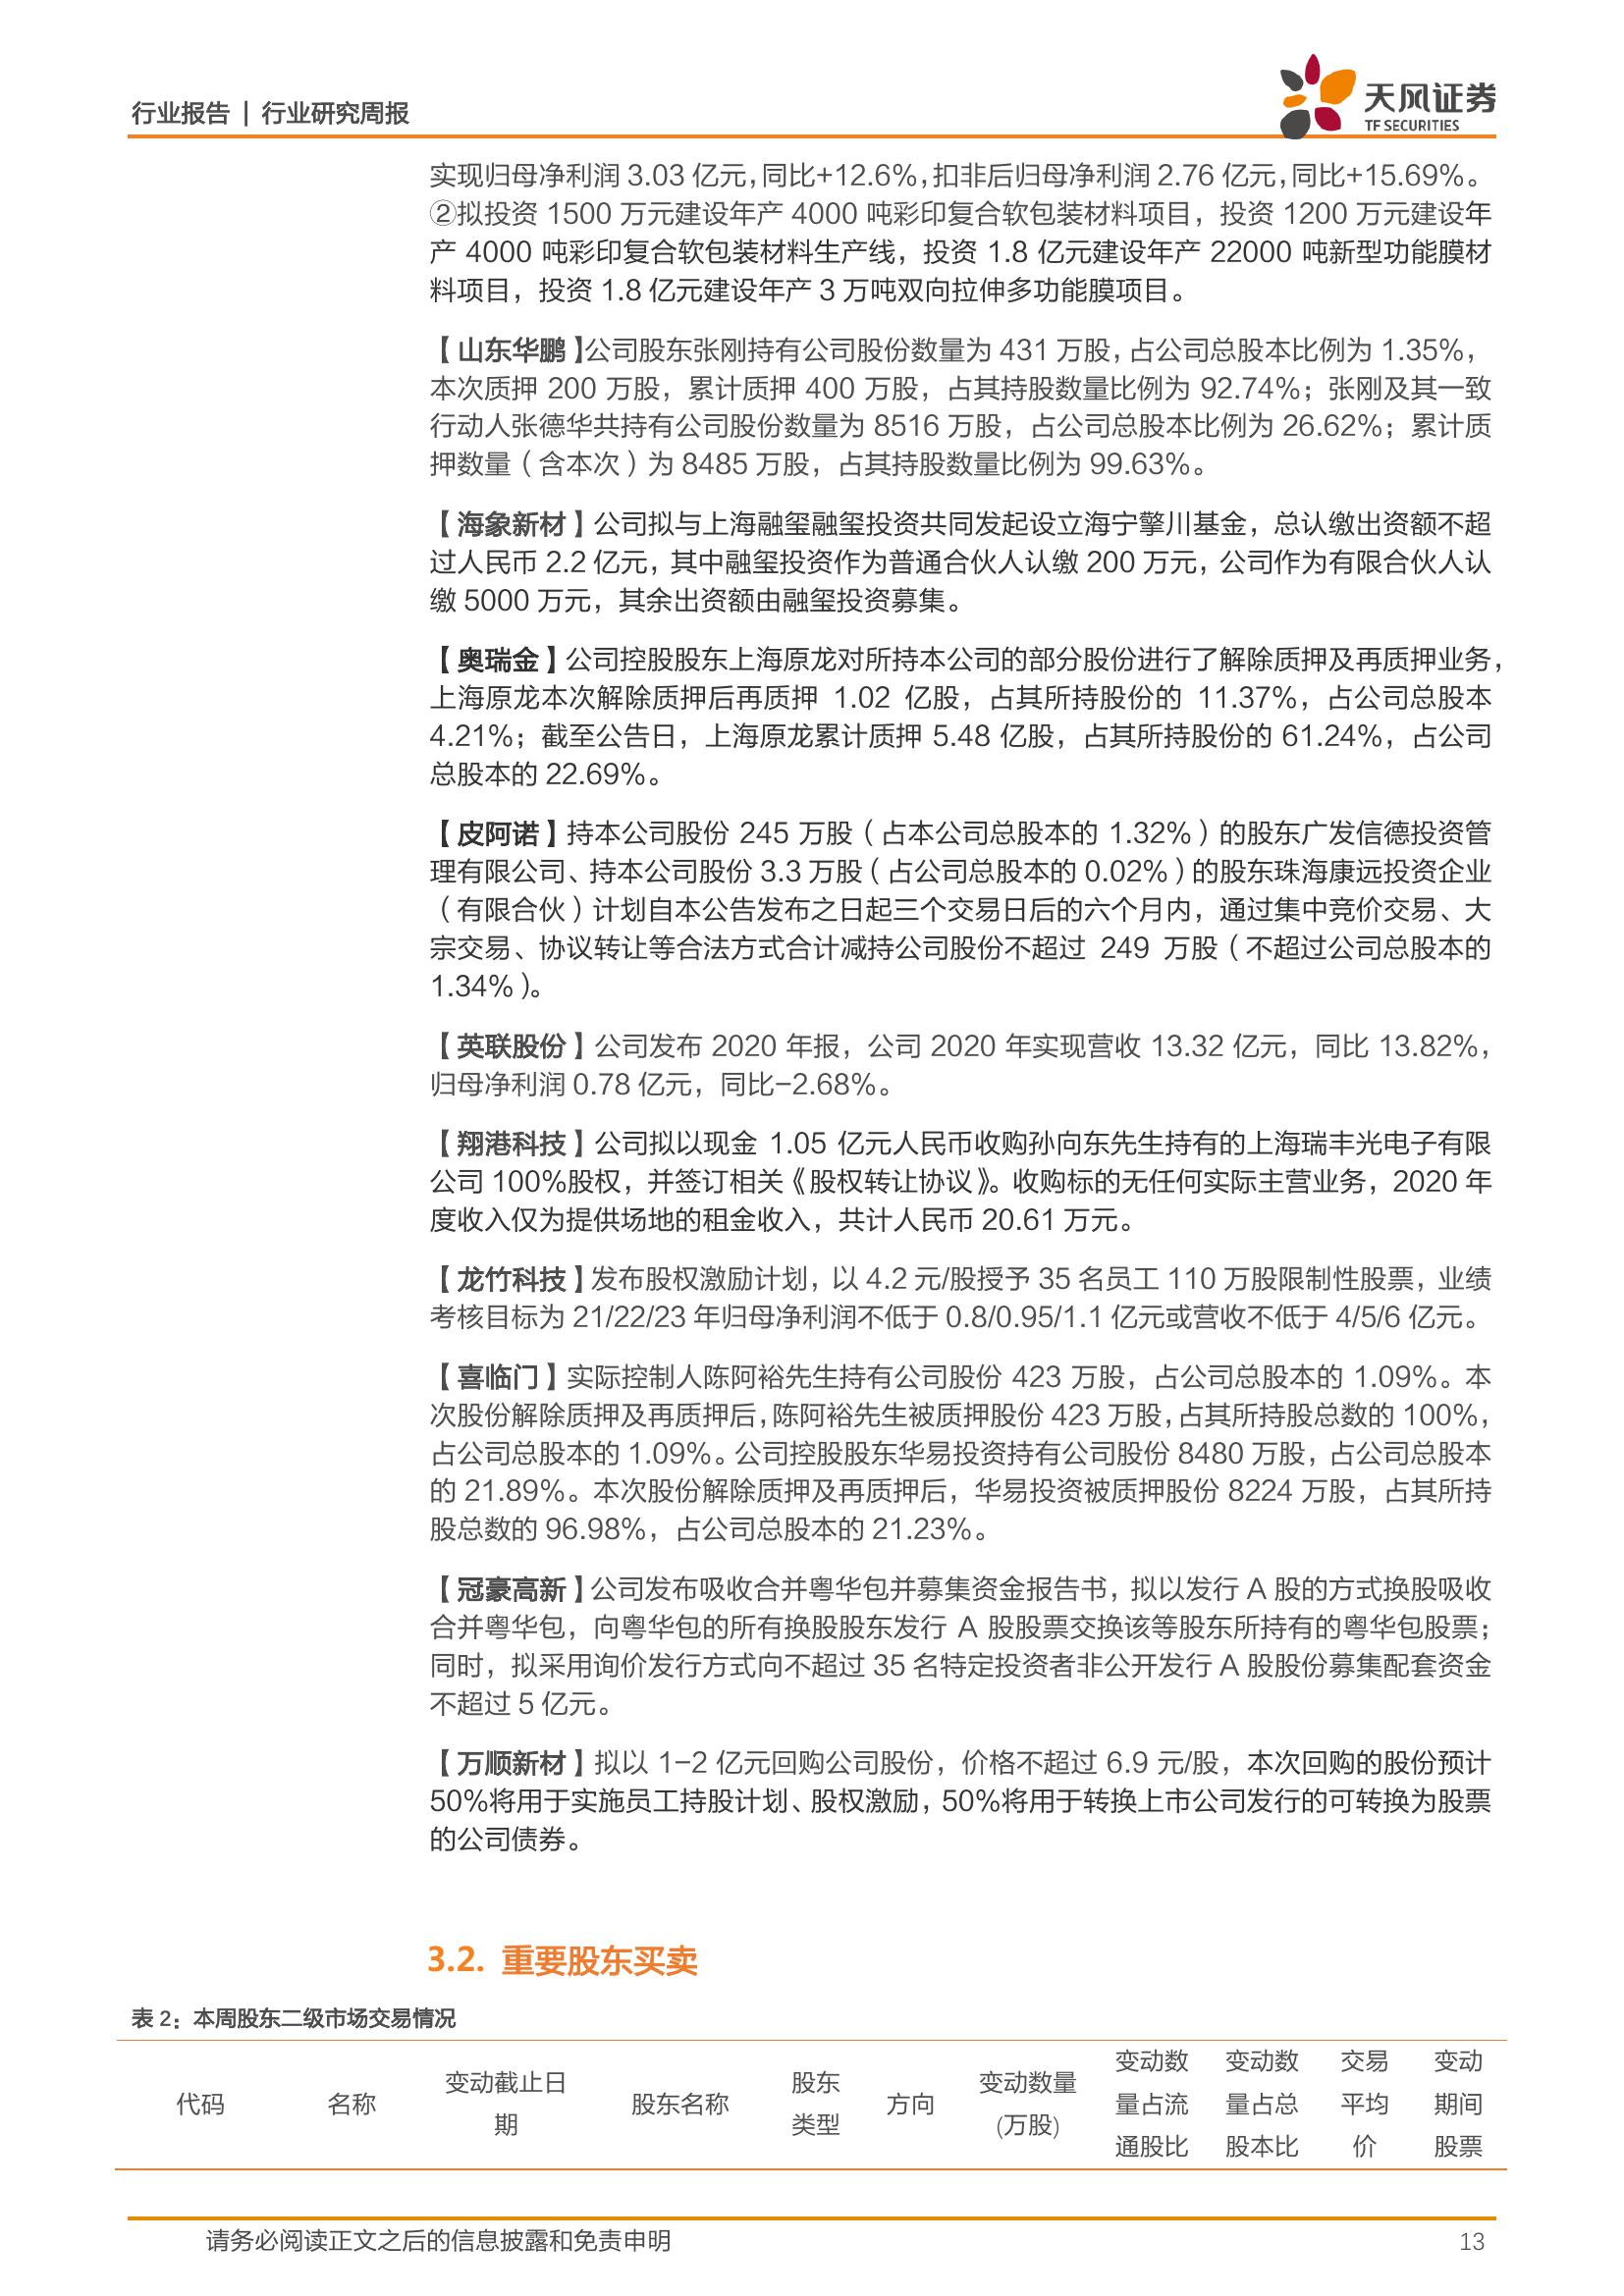 行业报告 | 行业研究周报
天风证券
TF SECURITIES
实现归母净利润 3.03 亿元，同比+12.6%，扣非后归母净利润 2.76 亿元，同比+15.69%。
②拟投资 1500 万元建设年产 4000 吨彩印复合软包装材料项目，投资 1200 万元建设年
产 4000 吨彩印复合软包装材料生产线，投资 1.8 亿元建设年产 22000 吨新型功能膜材
料项目，投资 1.8 亿元建设年产 3 万吨双向拉伸多功能膜项目。
【山东华鹏】公司股东张刚持有公司股份数量为 431 万股，占公司总股本比例为 1.35%，
本次质押 200 万股，累计质押 400 万股，占其持股数量比例为 92.74%；张刚及其一致
行动人张德华共持有公司股份数量为 8516 万股，占公司总股本比例为 26.62%；累计质
押数量（含本次）为 8485 万股，占其持股数量比例为 99.63%。
【海象新材】公司拟与上海融玺融玺投资共同发起设立海宁擎川基金，总认缴出资额不超
过人民币 2.2 亿元，其中融玺投资作为普通合伙人认缴 200 万元，公司作为有限合伙人认
缴 5000 万元，其余出资额由融玺投资募集。
【奥瑞金】公司控股股东上海原龙对所持本公司的部分股份进行了解除质押及再质押业务，
上海原龙本次解除质押后再质押 1.02 亿股，占其所持股份的 11.37%，占公司总股本
4.21%；截至公告日，上海原龙累计质押 5.48 亿股，占其所持股份的 61.24%，占公司
总股本的 22.69%。
【皮阿诺】持本公司股份 245 万股（占本公司总股本的 1.32%）的股东广发信德投资管
理有限公司、持本公司股份 3.3 万股（占公司总股本的 0.02%）的股东珠海康远投资企业
（有限合伙）计划自本公告发布之日起三个交易日后的六个月内，通过集中竞价交易、大
宗交易、协议转让等合法方式合计减持公司股份不超过 249 万股（不超过公司总股本的
1.34%）。
【英联股份】公司发布 2020 年报，公司 2020 年实现营收 13.32 亿元，同比 13.82%，
归母净利润 0.78 亿元，同比-2.68%。
【翔港科技】公司拟以现金 1.05 亿元人民币收购孙向东先生持有的上海瑞丰光电子有限
公司 100%股权，并签订相关《股权转让协议》。收购标的无任何实际主营业务，2020 年
度收入仅为提供场地的租金收入，共计人民币 20.61 万元。
【龙竹科技】发布股权激励计划，以 4.2 元/股授予 35 名员工 110 万股限制性股票，业绩
考核目标为 21/22/23 年归母净利润不低于 0.8/0.95/1.1 亿元或营收不低于 4/5/6 亿元。
【喜临门】实际控制人陈阿裕先生持有公司股份 423 万股，占公司总股本的 1.09%。本
次股份解除质押及再质押后，陈阿裕先生被质押股份 423 万股，占其所持股总数的 100%，
占公司总股本的 1.09%。公司控股股东华易投资持有公司股份 8480 万股，占公司总股本
的 21.89%。本次股份解除质押及再质押后，华易投资被质押股份 8224 万股，占其所持
股总数的 96.98%，占公司总股本的 21.23%。
【冠豪高新】公司发布吸收合并粤华包并募集资金报告书，拟以发行 A 股的方式换股吸收
合并粤华包，向粤华包的所有换股股东发行 A 股股票交换该等股东所持有的粤华包股票；
同时，拟采用询价发行方式向不超过 35 名特定投资者非公开发行 A 股股份募集配套资金
不超过 5 亿元。
【万顺新材】拟以 1-2 亿元回购公司股份，价格不超过 6.9 元/股，本次回购的股份预计
50%将用于实施员工持股计划、股权激励，50%将用于转换上市公司发行的可转换为股票
的公司债券。
3.2. 重要股东买卖
表 2：本周股东二级市场交易情况
代码 名称 变动截止日期 股东名称 股东类型 方向 变动数量(万股) 变动数量占流通股比 变动数量占总股本比 交易平均价 变动期间股票
请务必阅读正文之后的信息披露和免责申明 13